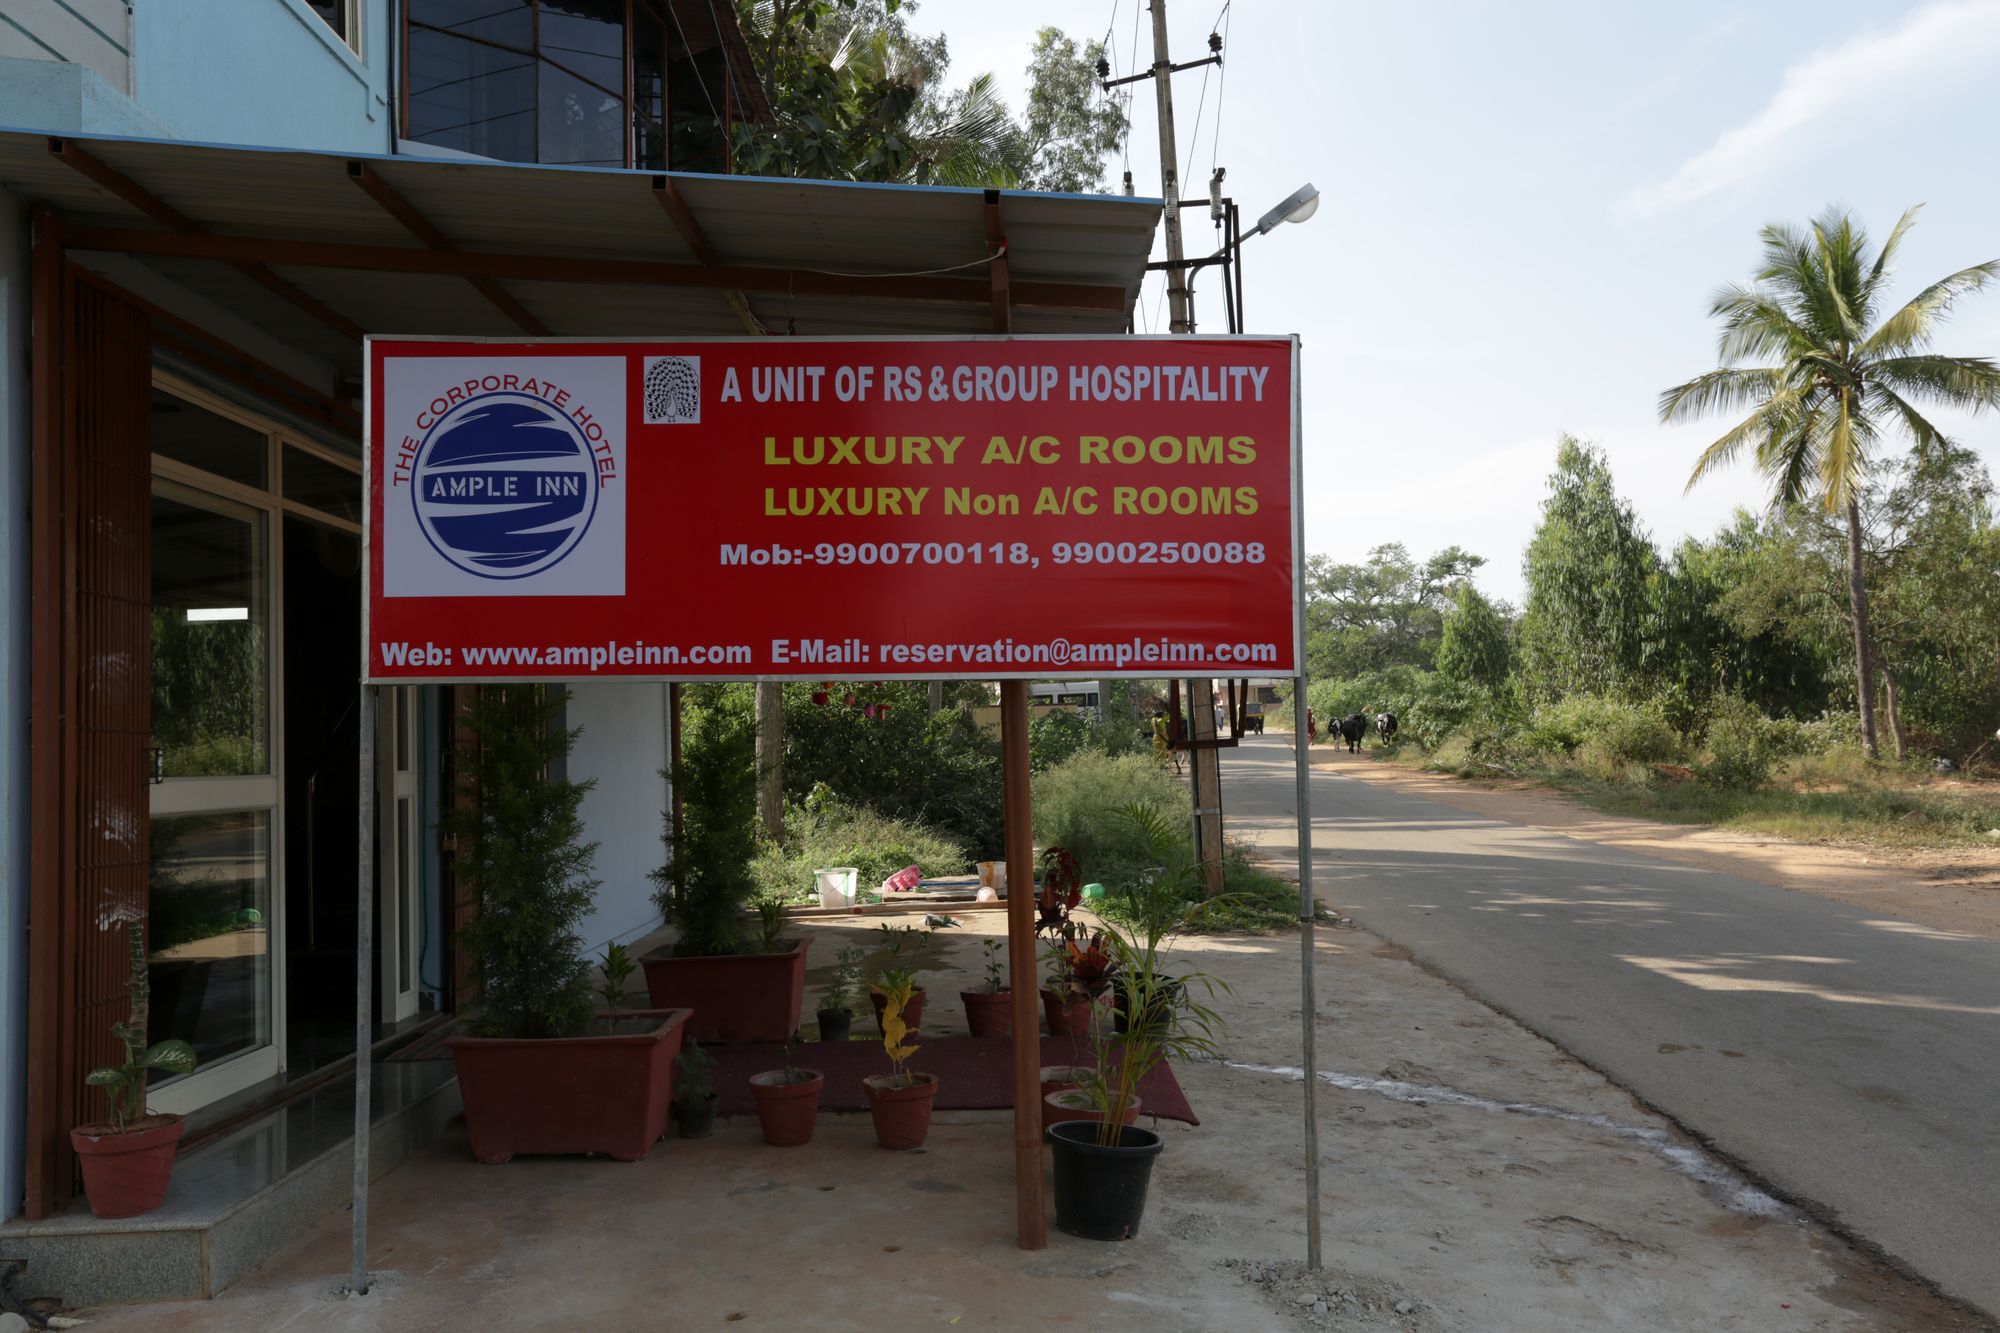 THE CORPORATE HOTEL
AMPLE INN
A UNIT OF RS & GROUP HOSPITALITY
LUXURY A/C ROOMS
LUXURY Non A/C ROOMS
Mob:-9900700118, 9900250088
Web: www.ampleinn.com E-Mail: reservation@ampleinn.com